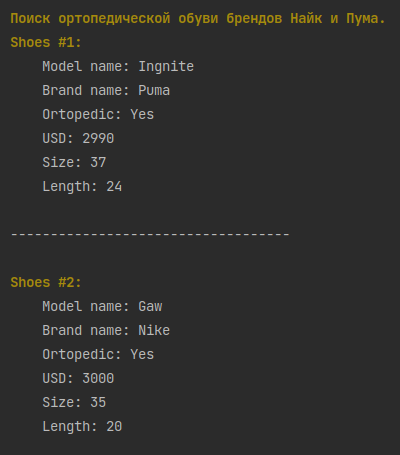 Поиск ортопедической обуви брендов Найк и Пума.
Shoes #1:
Model name: Ingnite
Brand name: Puma
Ortopedic: Yes
USD: 2990
Size: 37
Length: 24
-----------------------------------
Shoes #2:
Model name: Gaw
Brand name: Nike
Ortopedic: Yes
USD: 3000
Size: 35
Length: 20